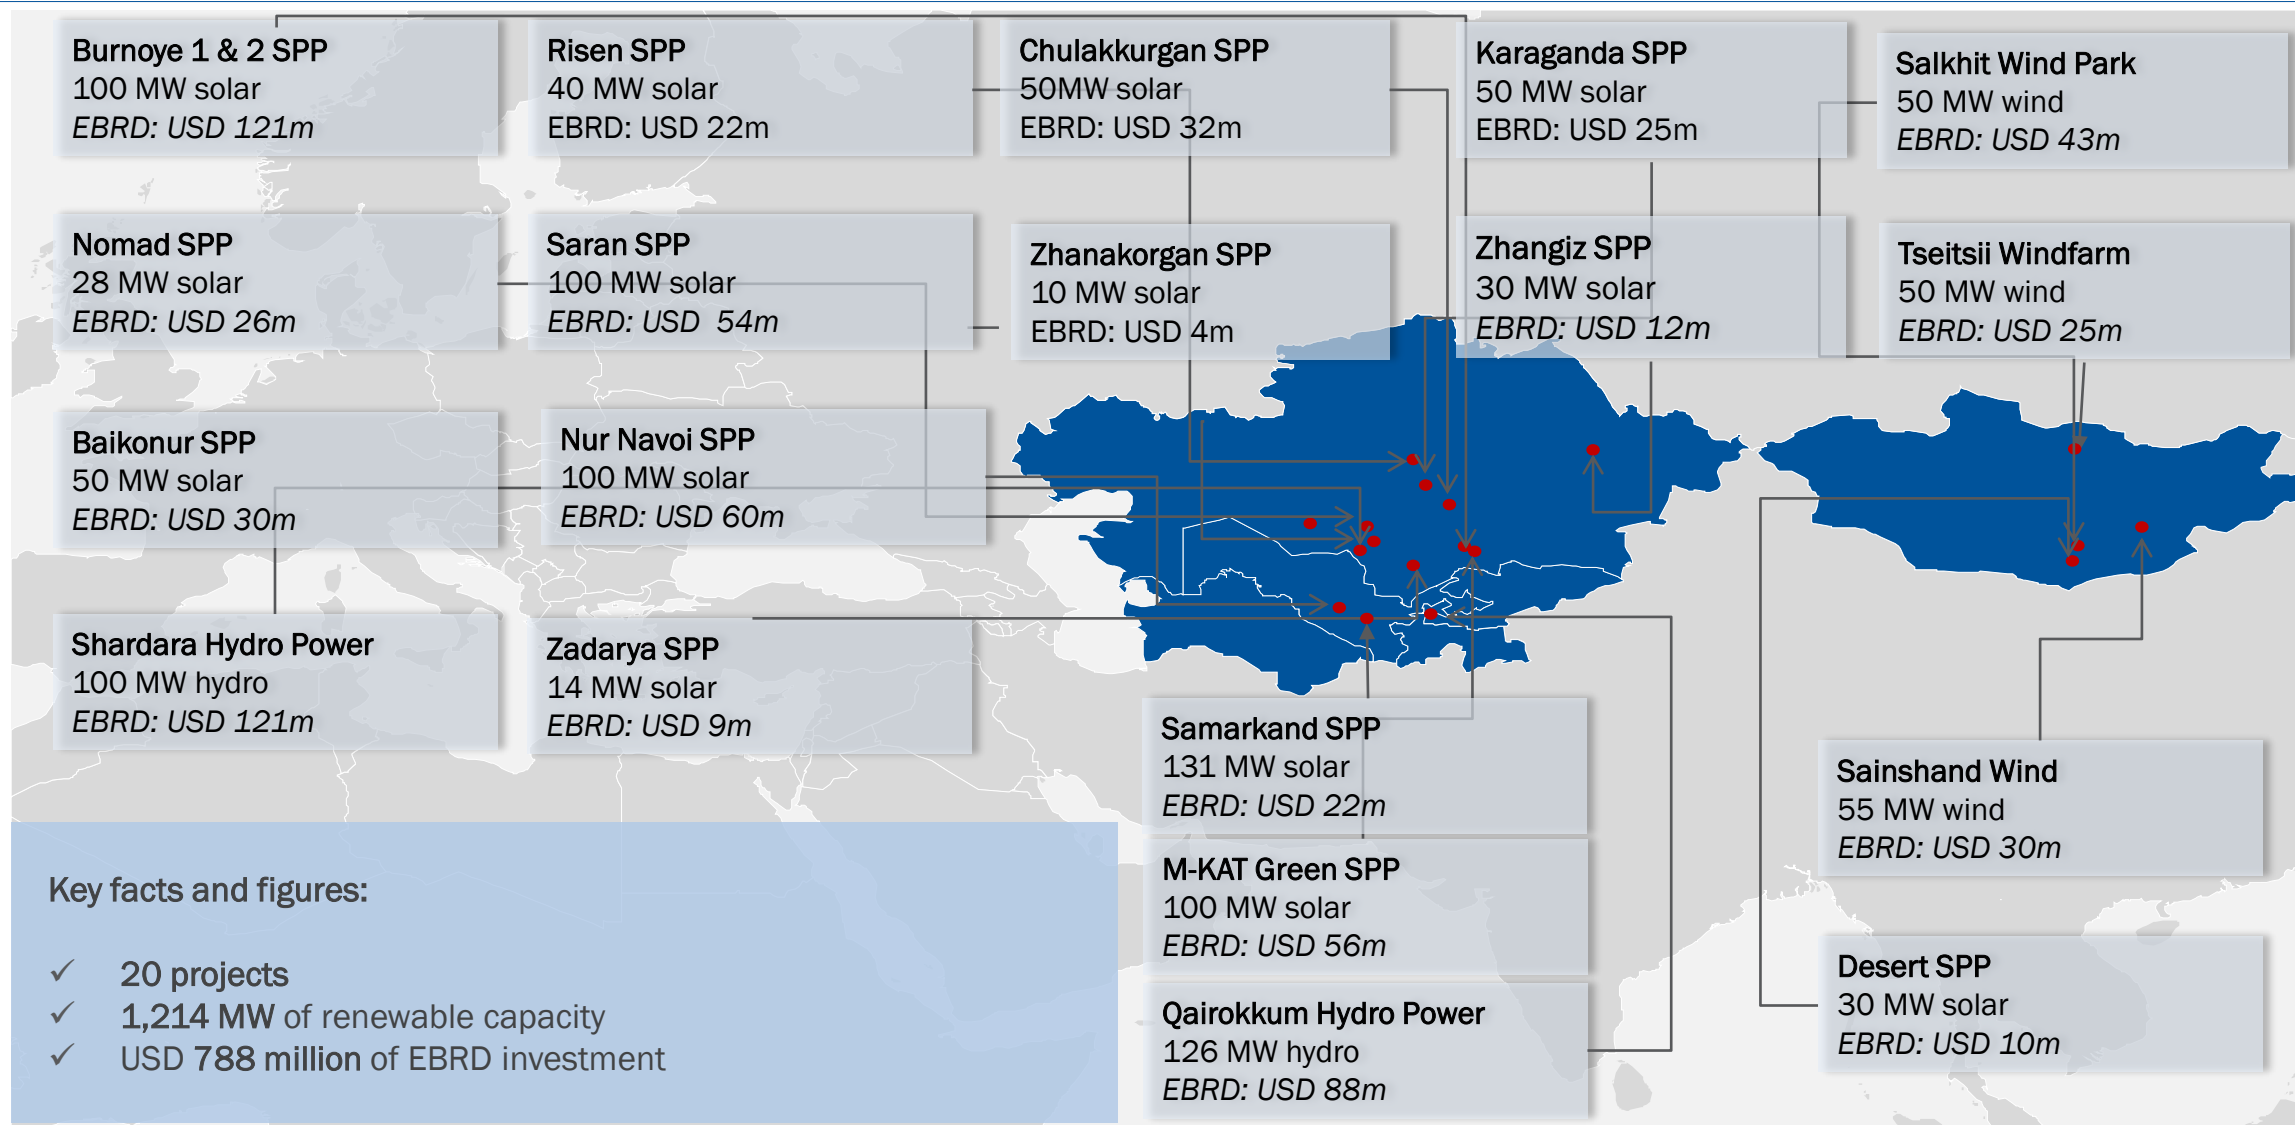 Burnoye 1 & 2 SPP
100 MW solar
EBRD: USD 121m
Risen SPP
40 MW solar
EBRD: USD 22m
Chulakkurgan SPP
50MW solar
EBRD: USD 32m
Karaganda SPP
50 MW solar
EBRD: USD 25m
Salkhit Wind Park
50 MW wind
EBRD: USD 43m
Nomad SPP
28 MW solar
EBRD: USD 26m
Saran SPP
100 MW solar
EBRD: USD 54m
Zhanakorgan SPP
10 MW solar
EBRD: USD 4m
Zhangiz SPP
30 MW solar
EBRD: USD 12m
Tseitsii Windfarm
50 MW wind
EBRD: USD 25m
Baikonur SPP
50 MW solar
EBRD: USD 30m
Nur Navoi SPP
100 MW solar
EBRD: USD 60m
Shardara Hydro Power
100 MW hydro
EBRD: USD 121m
Zadarya SPP
14 MW solar
EBRD: USD 9m
Samarkand SPP
131 MW solar
EBRD: USD 22m
M-KAT Green SPP
100 MW solar
EBRD: USD 56m
Qairokkum Hydro Power
126 MW hydro
EBRD: USD 88m
Sainshand Wind
55 MW wind
EBRD: USD 30m
Desert SPP
30 MW solar
EBRD: USD 10m
Key facts and figures:
✓ 20 projects
✓ 1,214 MW of renewable capacity
✓ USD 788 million of EBRD investment